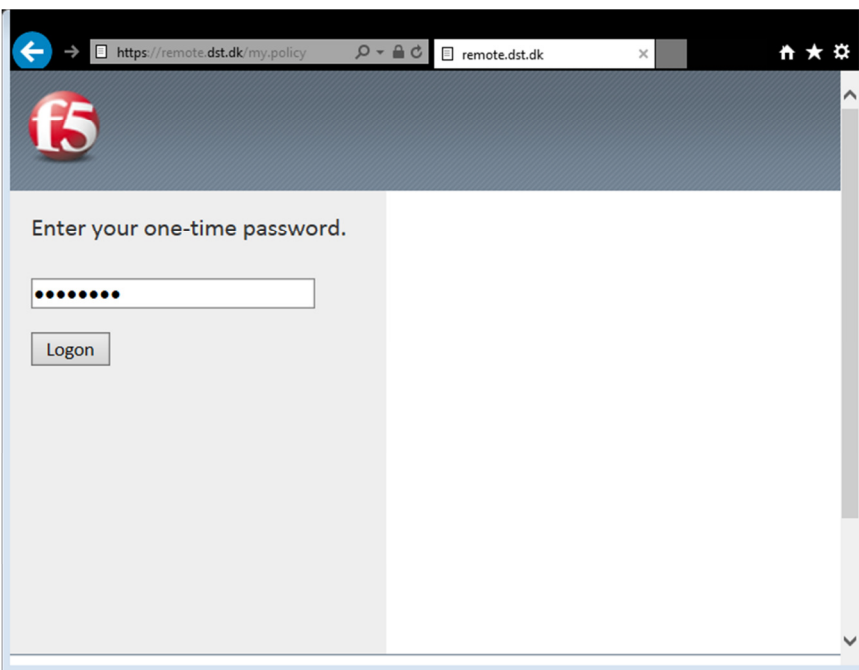 https://remote.dst.dk/my.policy
remote.dst.dk
f5
Enter your one-time password.
••••••••
Logon